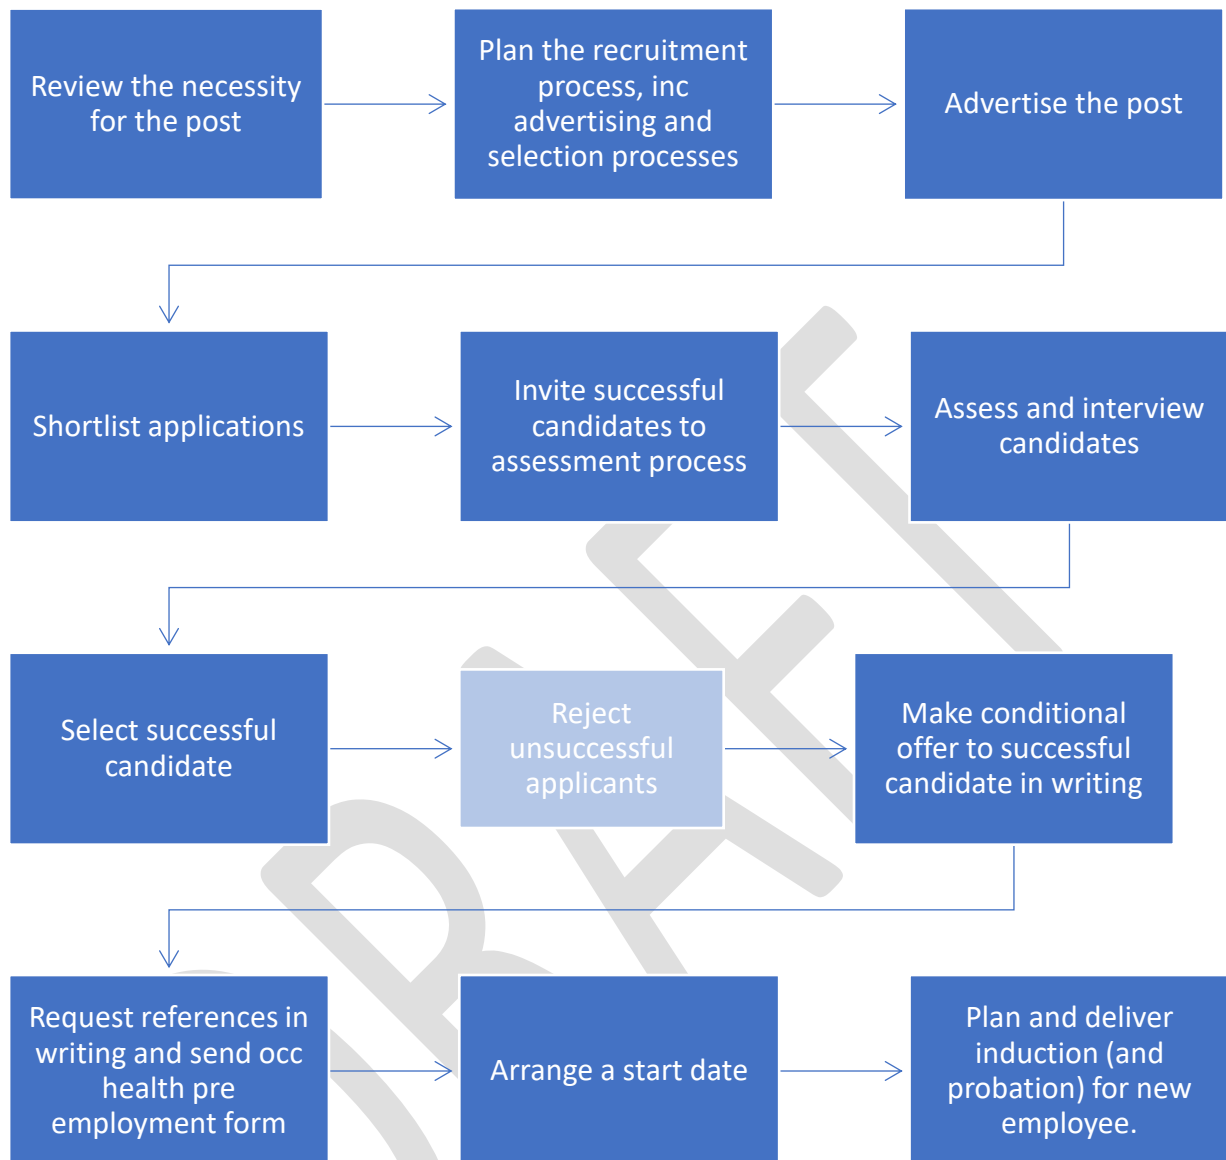 Review the necessity
for the post
Plan the recruitment
process, inc
advertising and
selection processes
Advertise the post
Shortlist applications
Invite successful
candidates to
assessment process
Assess and interview
candidates
Select successful
candidate
Reject
unsuccessful
applicants
Make conditional
offer to successful
candidate in writing
Request references in
writing and send occ
health pre
employment form
Arrange a start date
Plan and deliver
induction (and
probation) for new
employee.
DRAFT